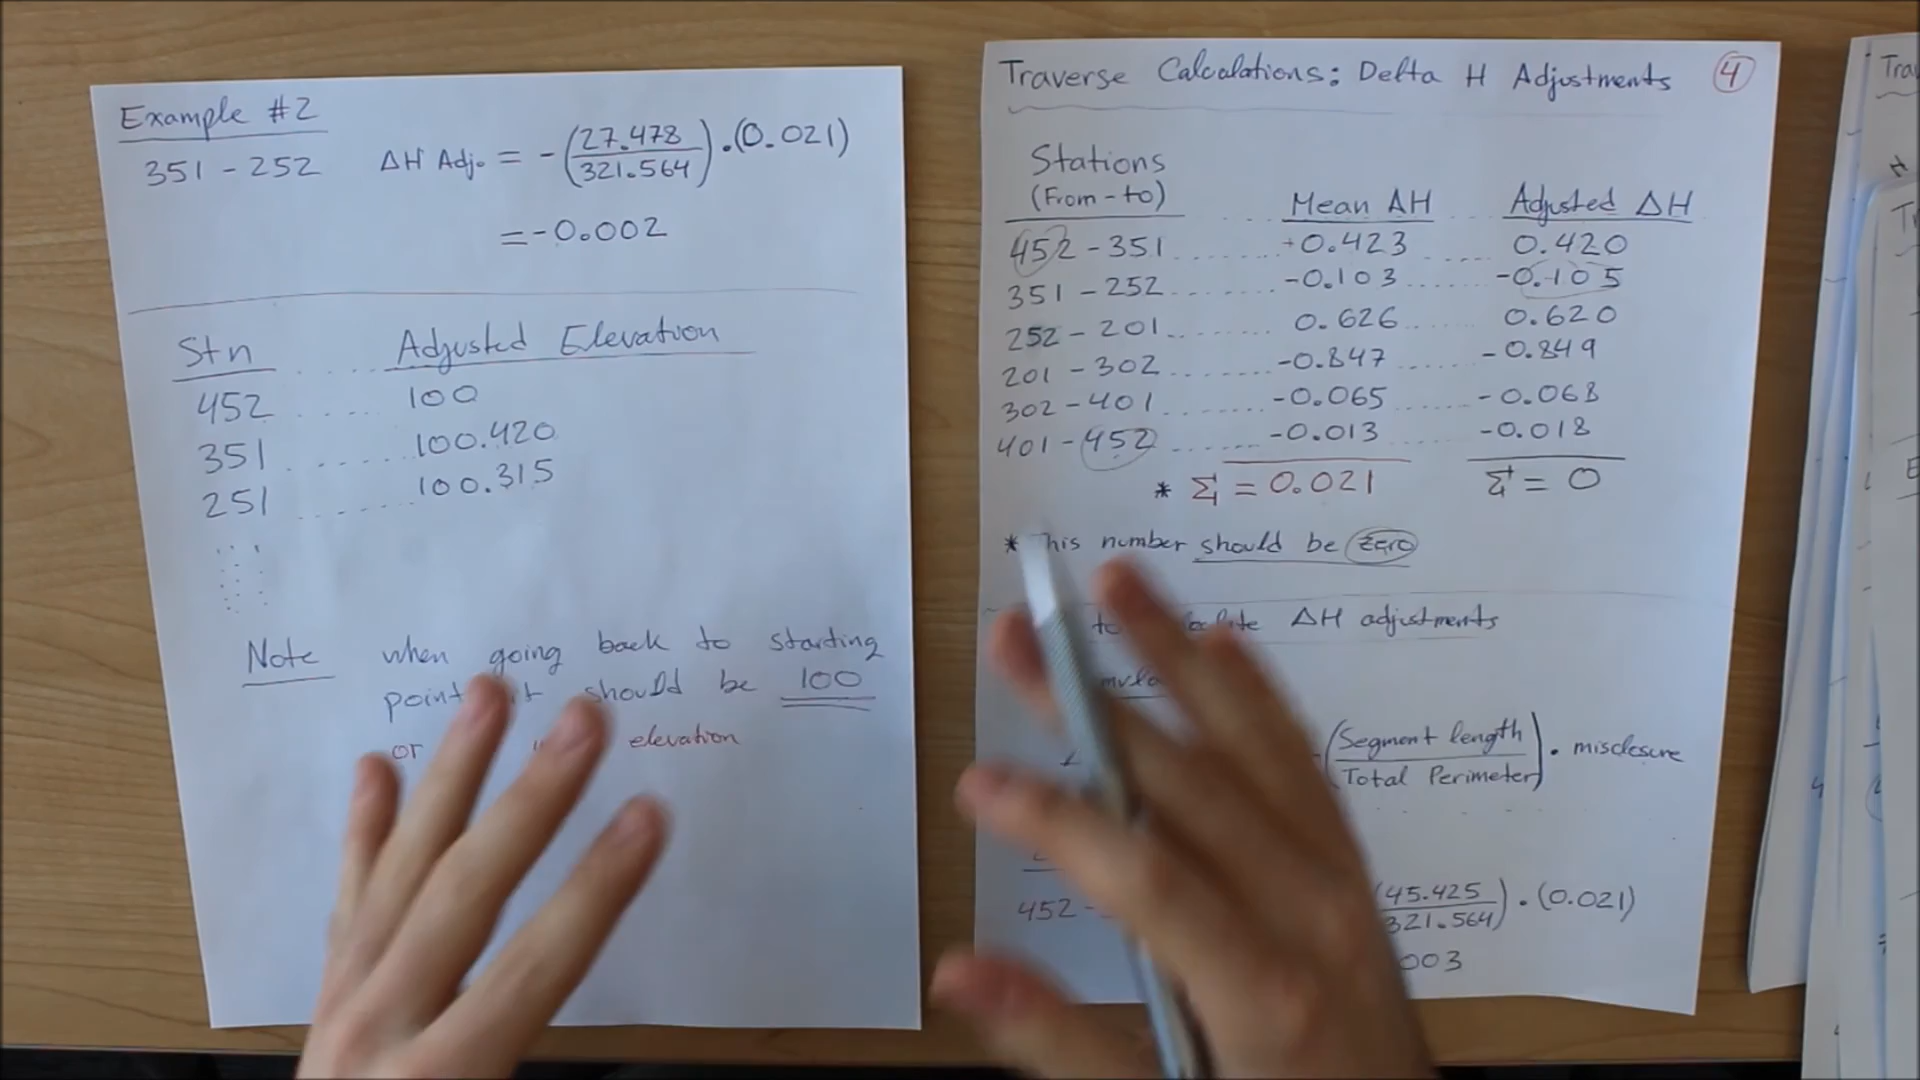 Example #2
351 - 252 ΔH Adj. = -(27.478/321.564).(0.021)
= -0.002
Stn Adjusted Elevation
452 ..... 100
351 ..... 100.420
251 ..... 100.315
Note when going back to starting
point it should be 100
or elevation
Traverse Calculations: Delta H Adjustments 4
Stations
(From - to) Mean ΔH Adjusted ΔH
452 - 351 +0.423 0.420
351 - 252 -0.103 -0.105
252 - 201 0.626 0.620
201 - 302 -0.847 -0.849
302 - 401 -0.065 -0.068
401 - 452 -0.013 -0.018
* Σ = 0.021 Σ = 0
* This number should be zero
to ΔH adjustments
(Segment length/Total Perimeter) . misclosure
452 - (45.425/321.564) . (0.021)
003
Tra